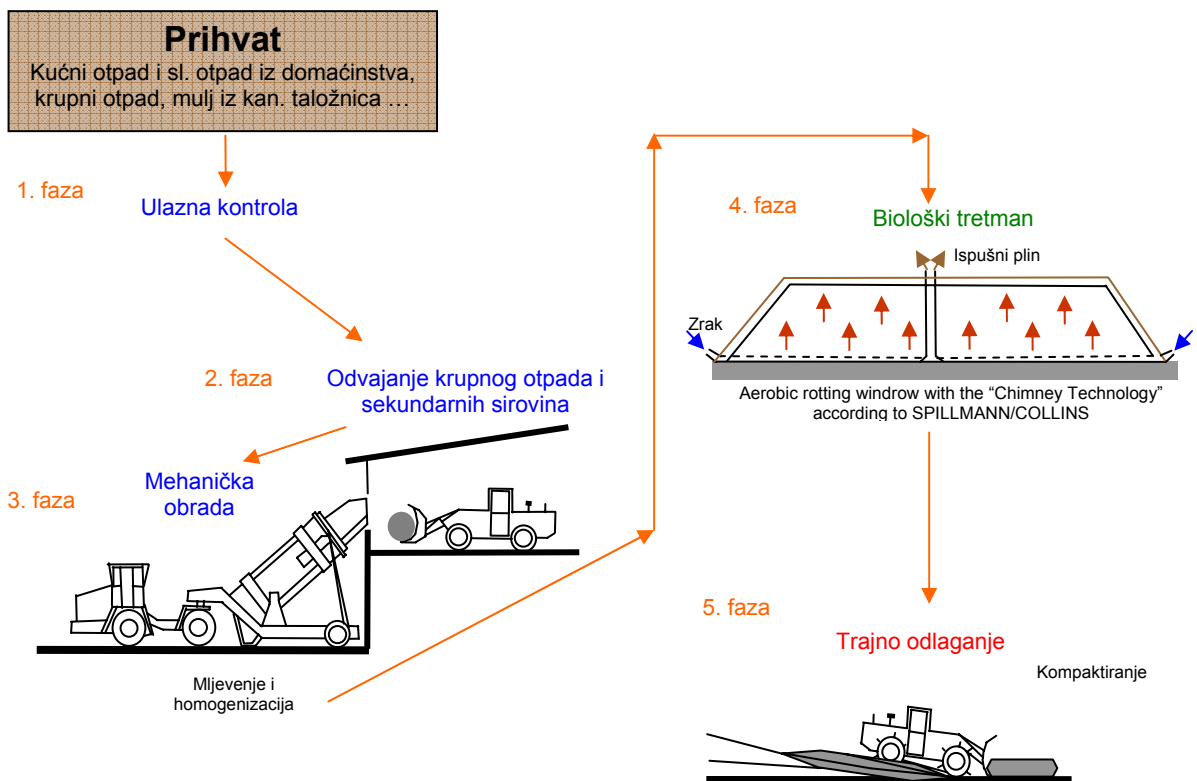 Prihvat
Kućni otpad i sl. otpad iz domaćinstva,
krupni otpad, mulj iz kan. taložnica ...
1. faza
Ulazna kontrola
2. faza
Odvajanje krupnog otpada i
sekundarnih sirovina
3. faza
Mehanička
obrada
Mljevenje i
homogenizacija
4. faza
Biološki tretman
Ispušni plin
Zrak
Aerobic rotting windrow with the “Chimney Technology”
according to SPILLMANN/COLLINS
5. faza
Trajno odlaganje
Kompaktiranje